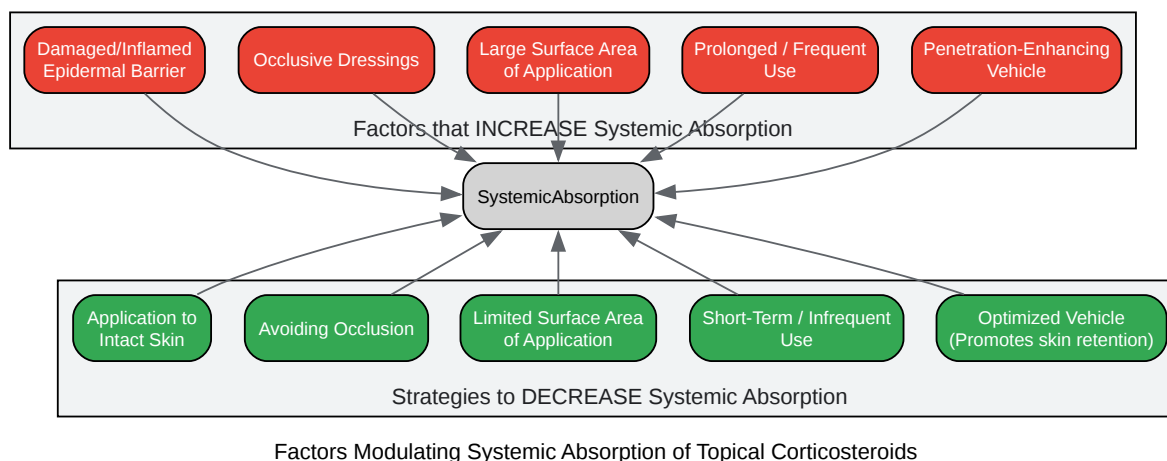 Damaged/Inflamed
Epidermal Barrier
Occlusive Dressings
Large Surface Area
of Application
Prolonged / Frequent
Use
Penetration-Enhancing
Vehicle
Factors that INCREASE Systemic Absorption
SystemicAbsorption
Application to
Intact Skin
Avoiding Occlusion
Limited Surface Area
of Application
Short-Term / Infrequent
Use
Optimized Vehicle
(Promotes skin retention)
Strategies to DECREASE Systemic Absorption
Factors Modulating Systemic Absorption of Topical Corticosteroids